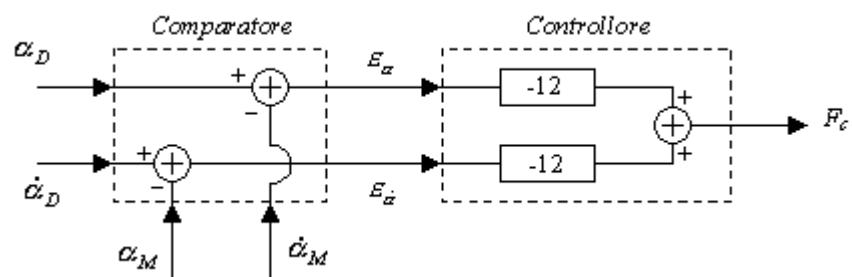 Comparatore
Controllore
α_D
+
−
E_α
-12
+
F_c
α̇_D
+
−
E_α̇
-12
+
α_M
α̇_M